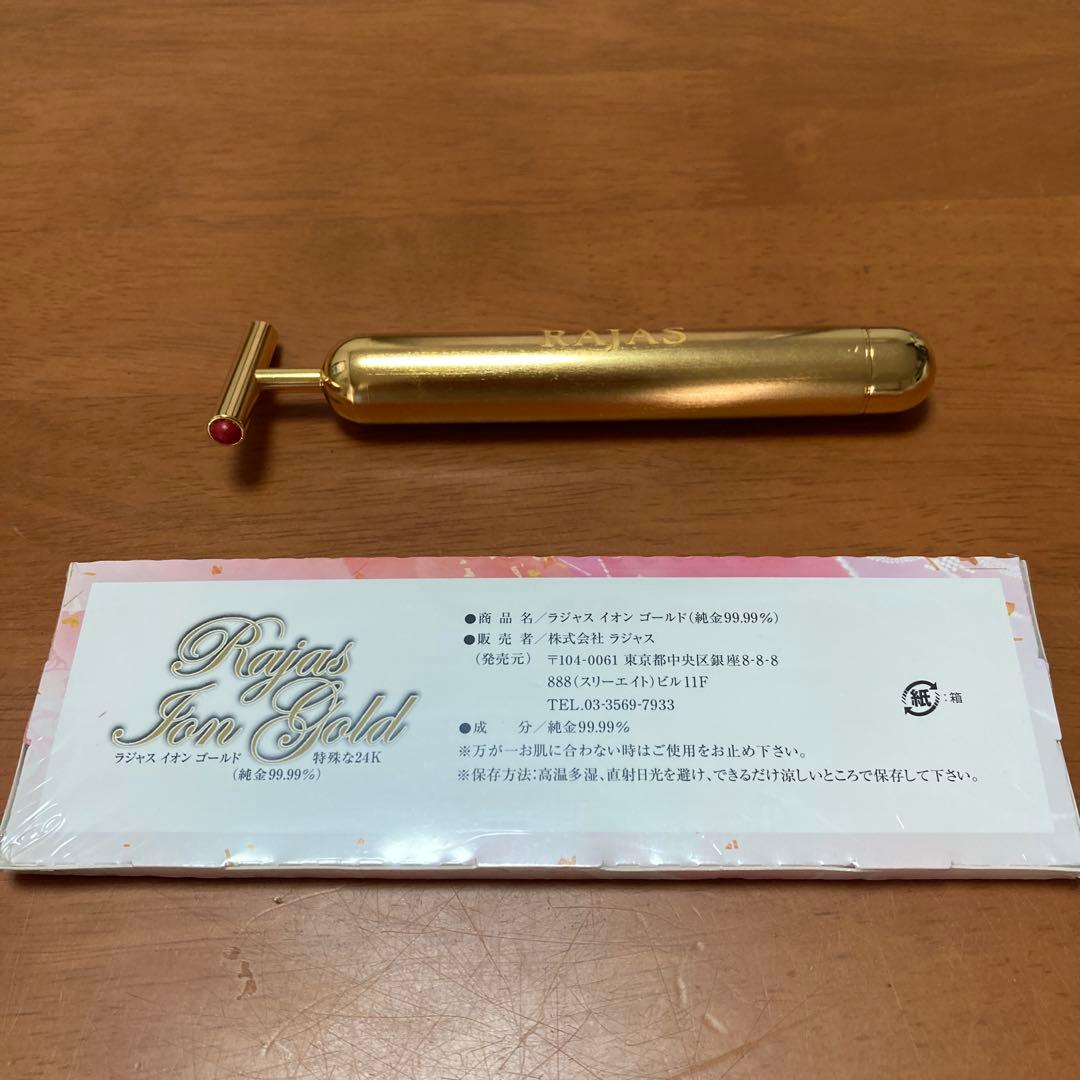 RAJAS
Rajas
Ion Gold
ラジャス イオン ゴールド 特殊な24K
(純金99.99%)
●商品名／ラジャス イオン ゴールド(純金99.99%)
●販売者／株式会社 ラジャス
(発売元) 〒104-0061 東京都中央区銀座8-8-8
888(スリーエイト)ビル11F
TEL.03-3569-7933
●成分／純金99.99%
※万が一お肌に合わない時はご使用をお止め下さい。
※保存方法：高温多湿、直射日光を避け、できるだけ涼しいところで保存して下さい。
紙：箱